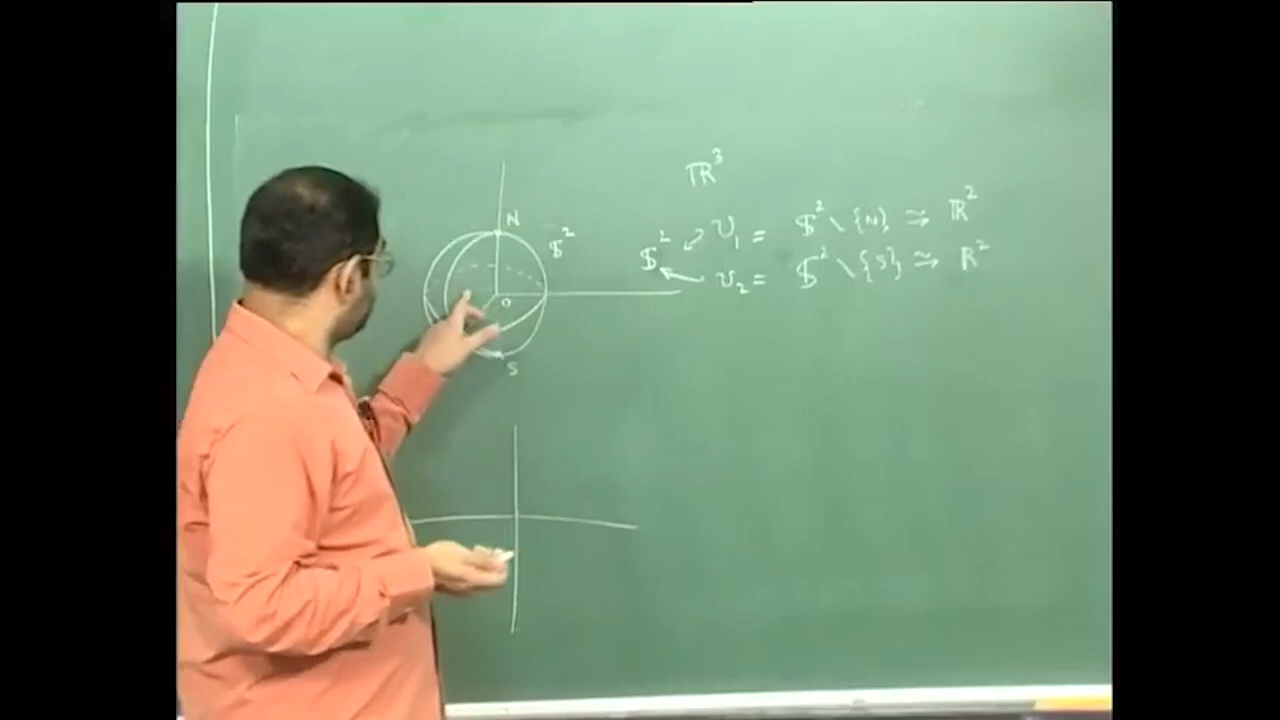 ℝ³
N
𝕊²
𝕊² U₁ = 𝕊² \ {N} ≃ ℝ²
U₂ = 𝕊² \ {S} ≃ ℝ²
O
S